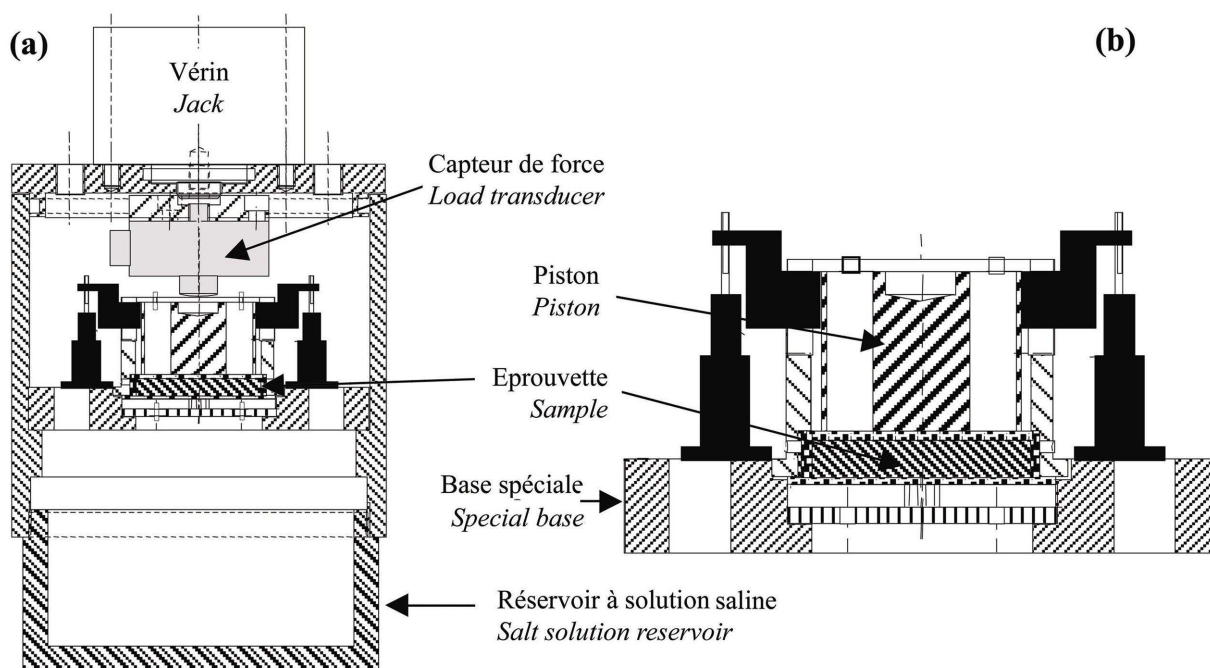 (a)
(b)
Vérin
Jack
Capteur de force
Load transducer
Piston
Piston
Eprouvette
Sample
Base spéciale
Special base
Réservoir à solution saline
Salt solution reservoir